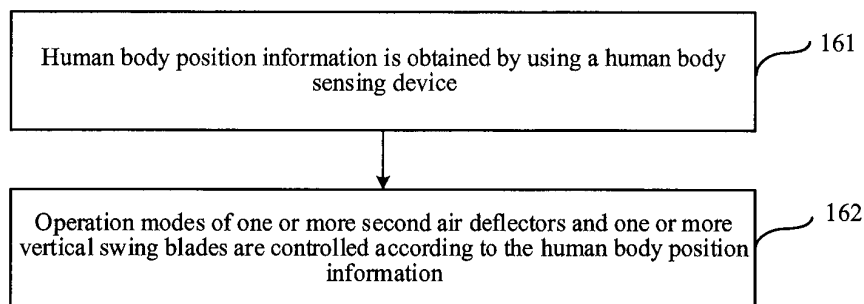 Human body position information is obtained by using a human body
sensing device
161
Operation modes of one or more second air deflectors and one or more
vertical swing blades are controlled according to the human body position
information
162